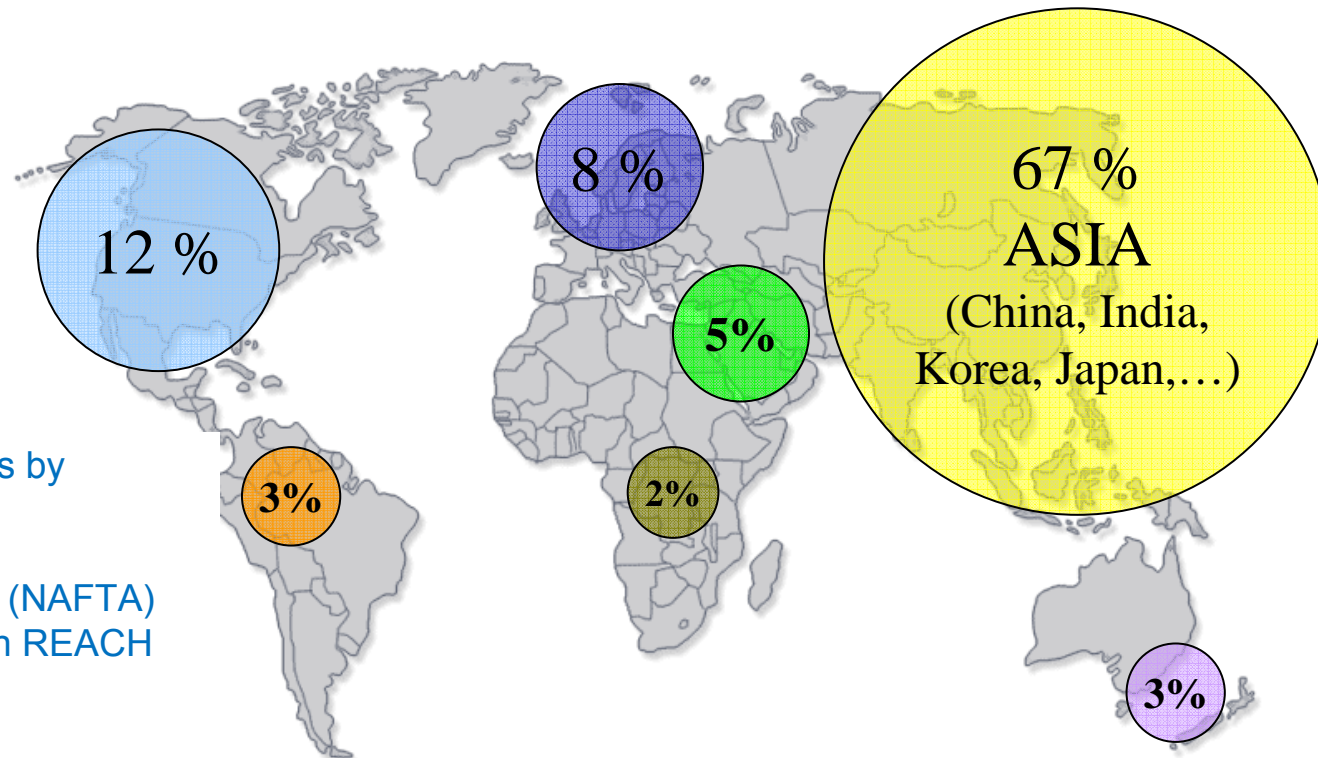 8 %
67 %
ASIA
(China, India,
Korea, Japan,…)
12 %
5%
s by
3%
2%
(NAFTA)
REACH
3%